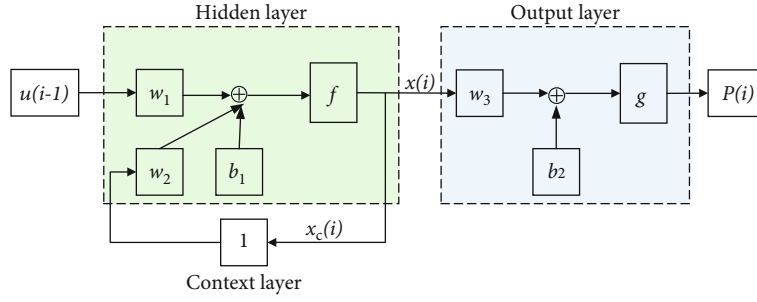 Hidden layer
Output layer
u(i-1)
w1
f
x(i)
w3
g
P(i)
w2
b1
b2
xc(i)
1
Context layer